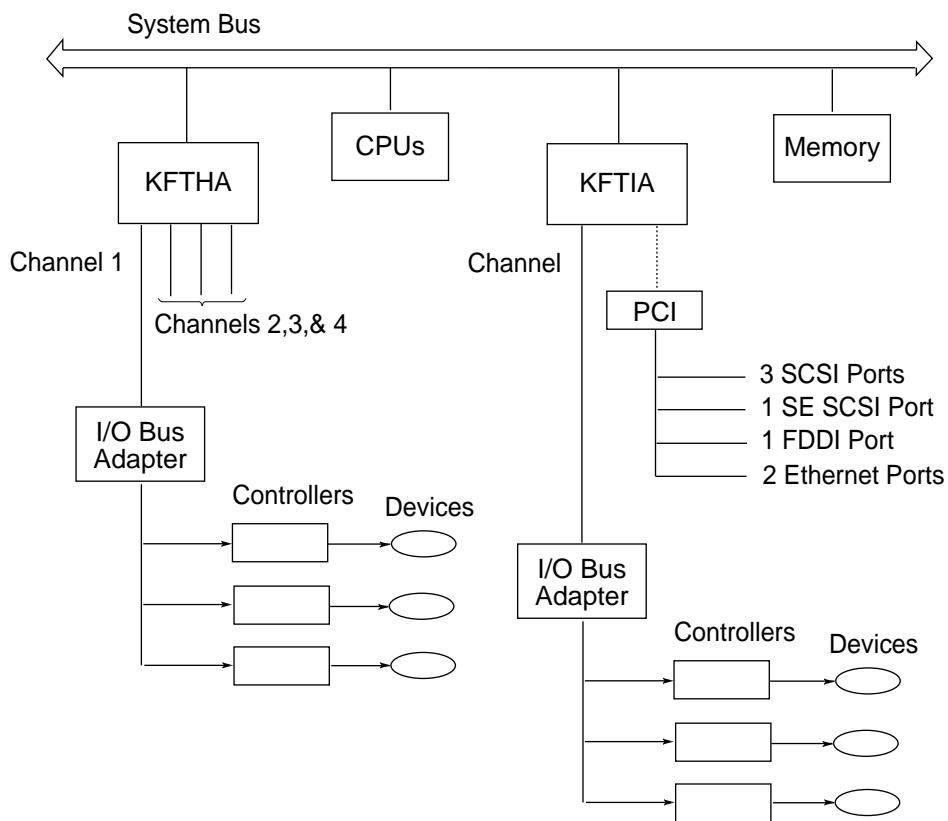 System Bus
KFTHA
CPUs
KFTIA
Memory
Channel 1
Channels 2,3,& 4
Channel
PCI
3 SCSI Ports
1 SE SCSI Port
1 FDDI Port
2 Ethernet Ports
I/O Bus
Adapter
Controllers
Devices
I/O Bus
Adapter
Controllers
Devices